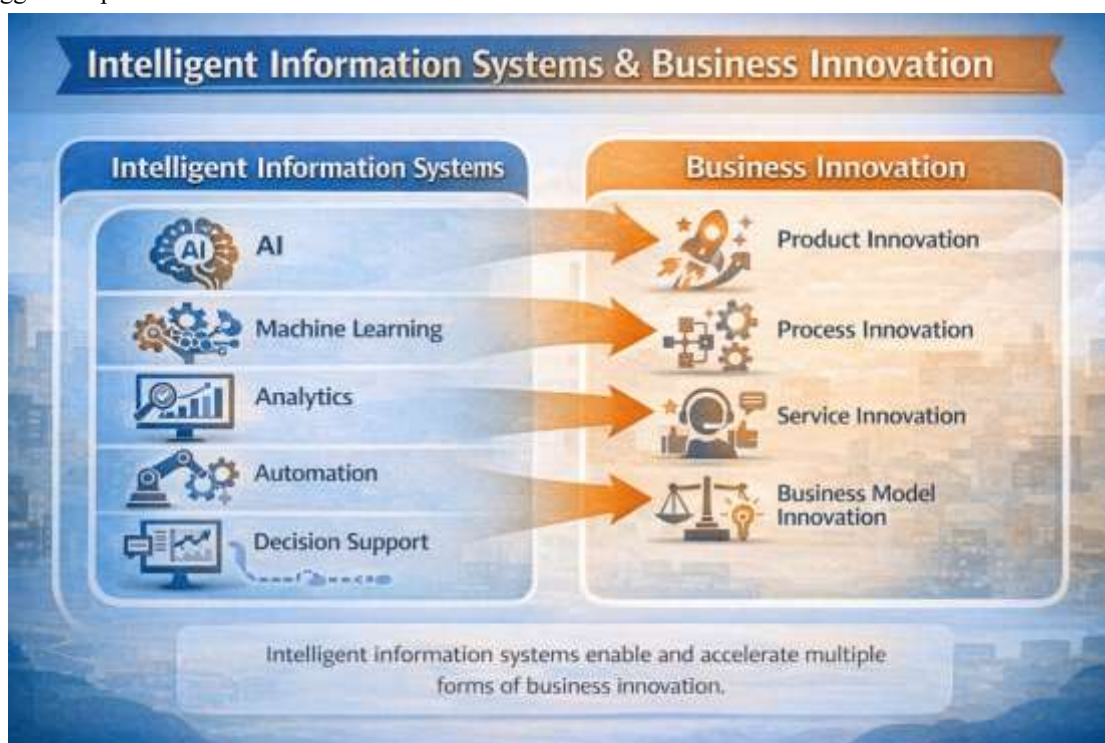 Intelligent Information Systems & Business Innovation
Intelligent Information Systems
AI
AI
Machine Learning
Analytics
Automation
Decision Support
Business Innovation
Product Innovation
Process Innovation
Service Innovation
Business Model
Innovation
Intelligent information systems enable and accelerate multiple
forms of business innovation.